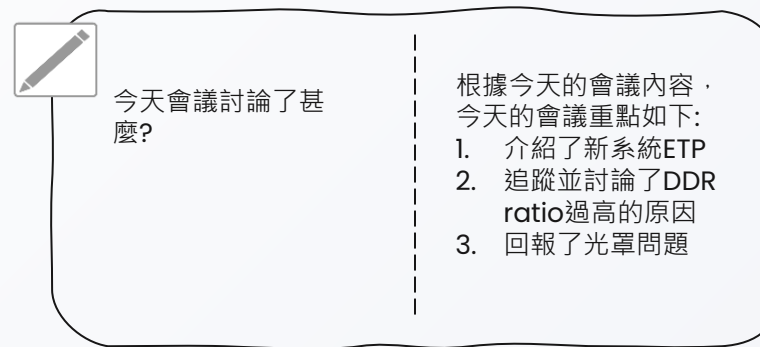 今天會議討論了甚
麼?
根據今天的會議內容，
今天的會議重點如下:
1. 介紹了新系統ETP
2. 追蹤並討論了DDR
ratio過高的原因
3. 回報了光罩問題